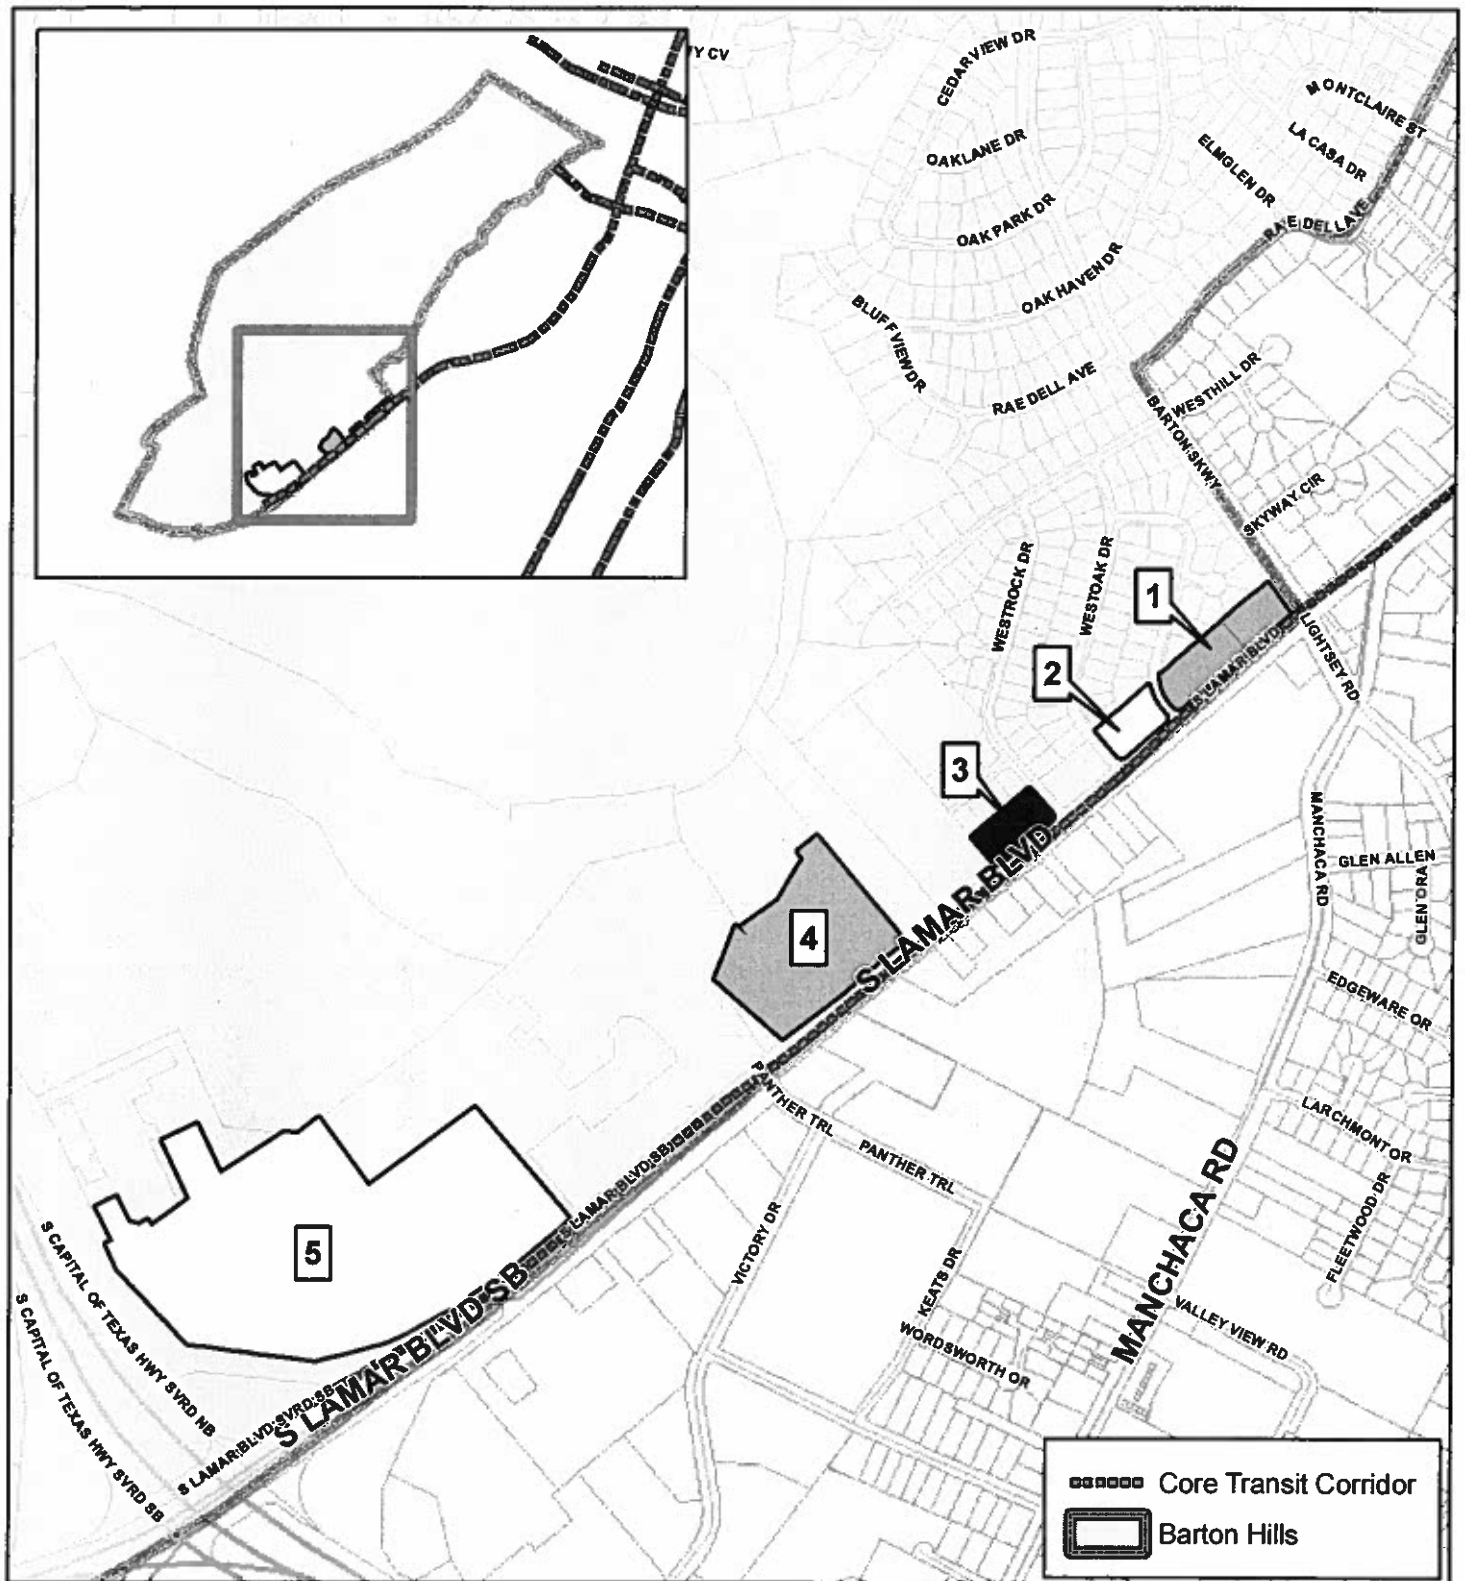 IY CV
CEDARVIEW DR
MONTCLAIRE ST
LA CASA DR
ELMGLEN DR
OAKLANE DR
OAK PARK DR
RAE DELL AVE
OAK HAVEN DR
BLUFFVIEW DR
RAE DELL AVE
WESTHILL DR
BARTON SKWY
SKYWAY CIR
WESTROCK DR
WESTOAK DR
1
S LAMAR BLVD
LIGHTSEY RD
2
3
MANCHACA RD
GLEN ALLEN
GLEN ORA
S LAMAR BLVD
4
EDGEWARE DR
PANTHER TRL
PANTHER TRL
LARCHMONT DR
FLEETWOOD DR
S LAMAR BLVD SB
MANCHACA RD
VICTORY DR
KEATS DR
5
S CAPITAL OF TEXAS HWY SVRD NB
S CAPITAL OF TEXAS HWY SVRD SB
VALLEY VIEW RD
WORDSWORTH DR
S LAMAR BLVD SB
S LAMAR BLVD SVRD SB
Core Transit Corridor
Barton Hills